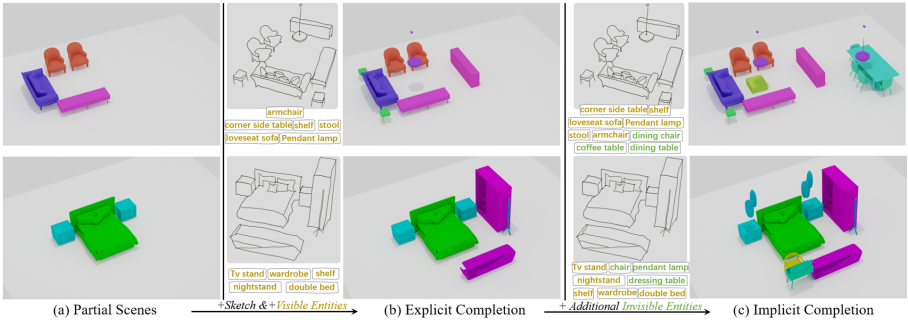 armchair
corner side table shelf stool
loveseat sofa Pendant lamp
corner side table shelf
loveseat sofa Pendant lamp
stool armchair dining chair
coffee table dining table
Tv stand wardrobe shelf
nightstand double bed
Tv stand chair pendant lamp
nightstand dressing table
shelf wardrobe double bed
(a) Partial Scenes
+Sketch &+Visible Entities
(b) Explicit Completion
+ Additional Invisible Entities
(c) Implicit Completion